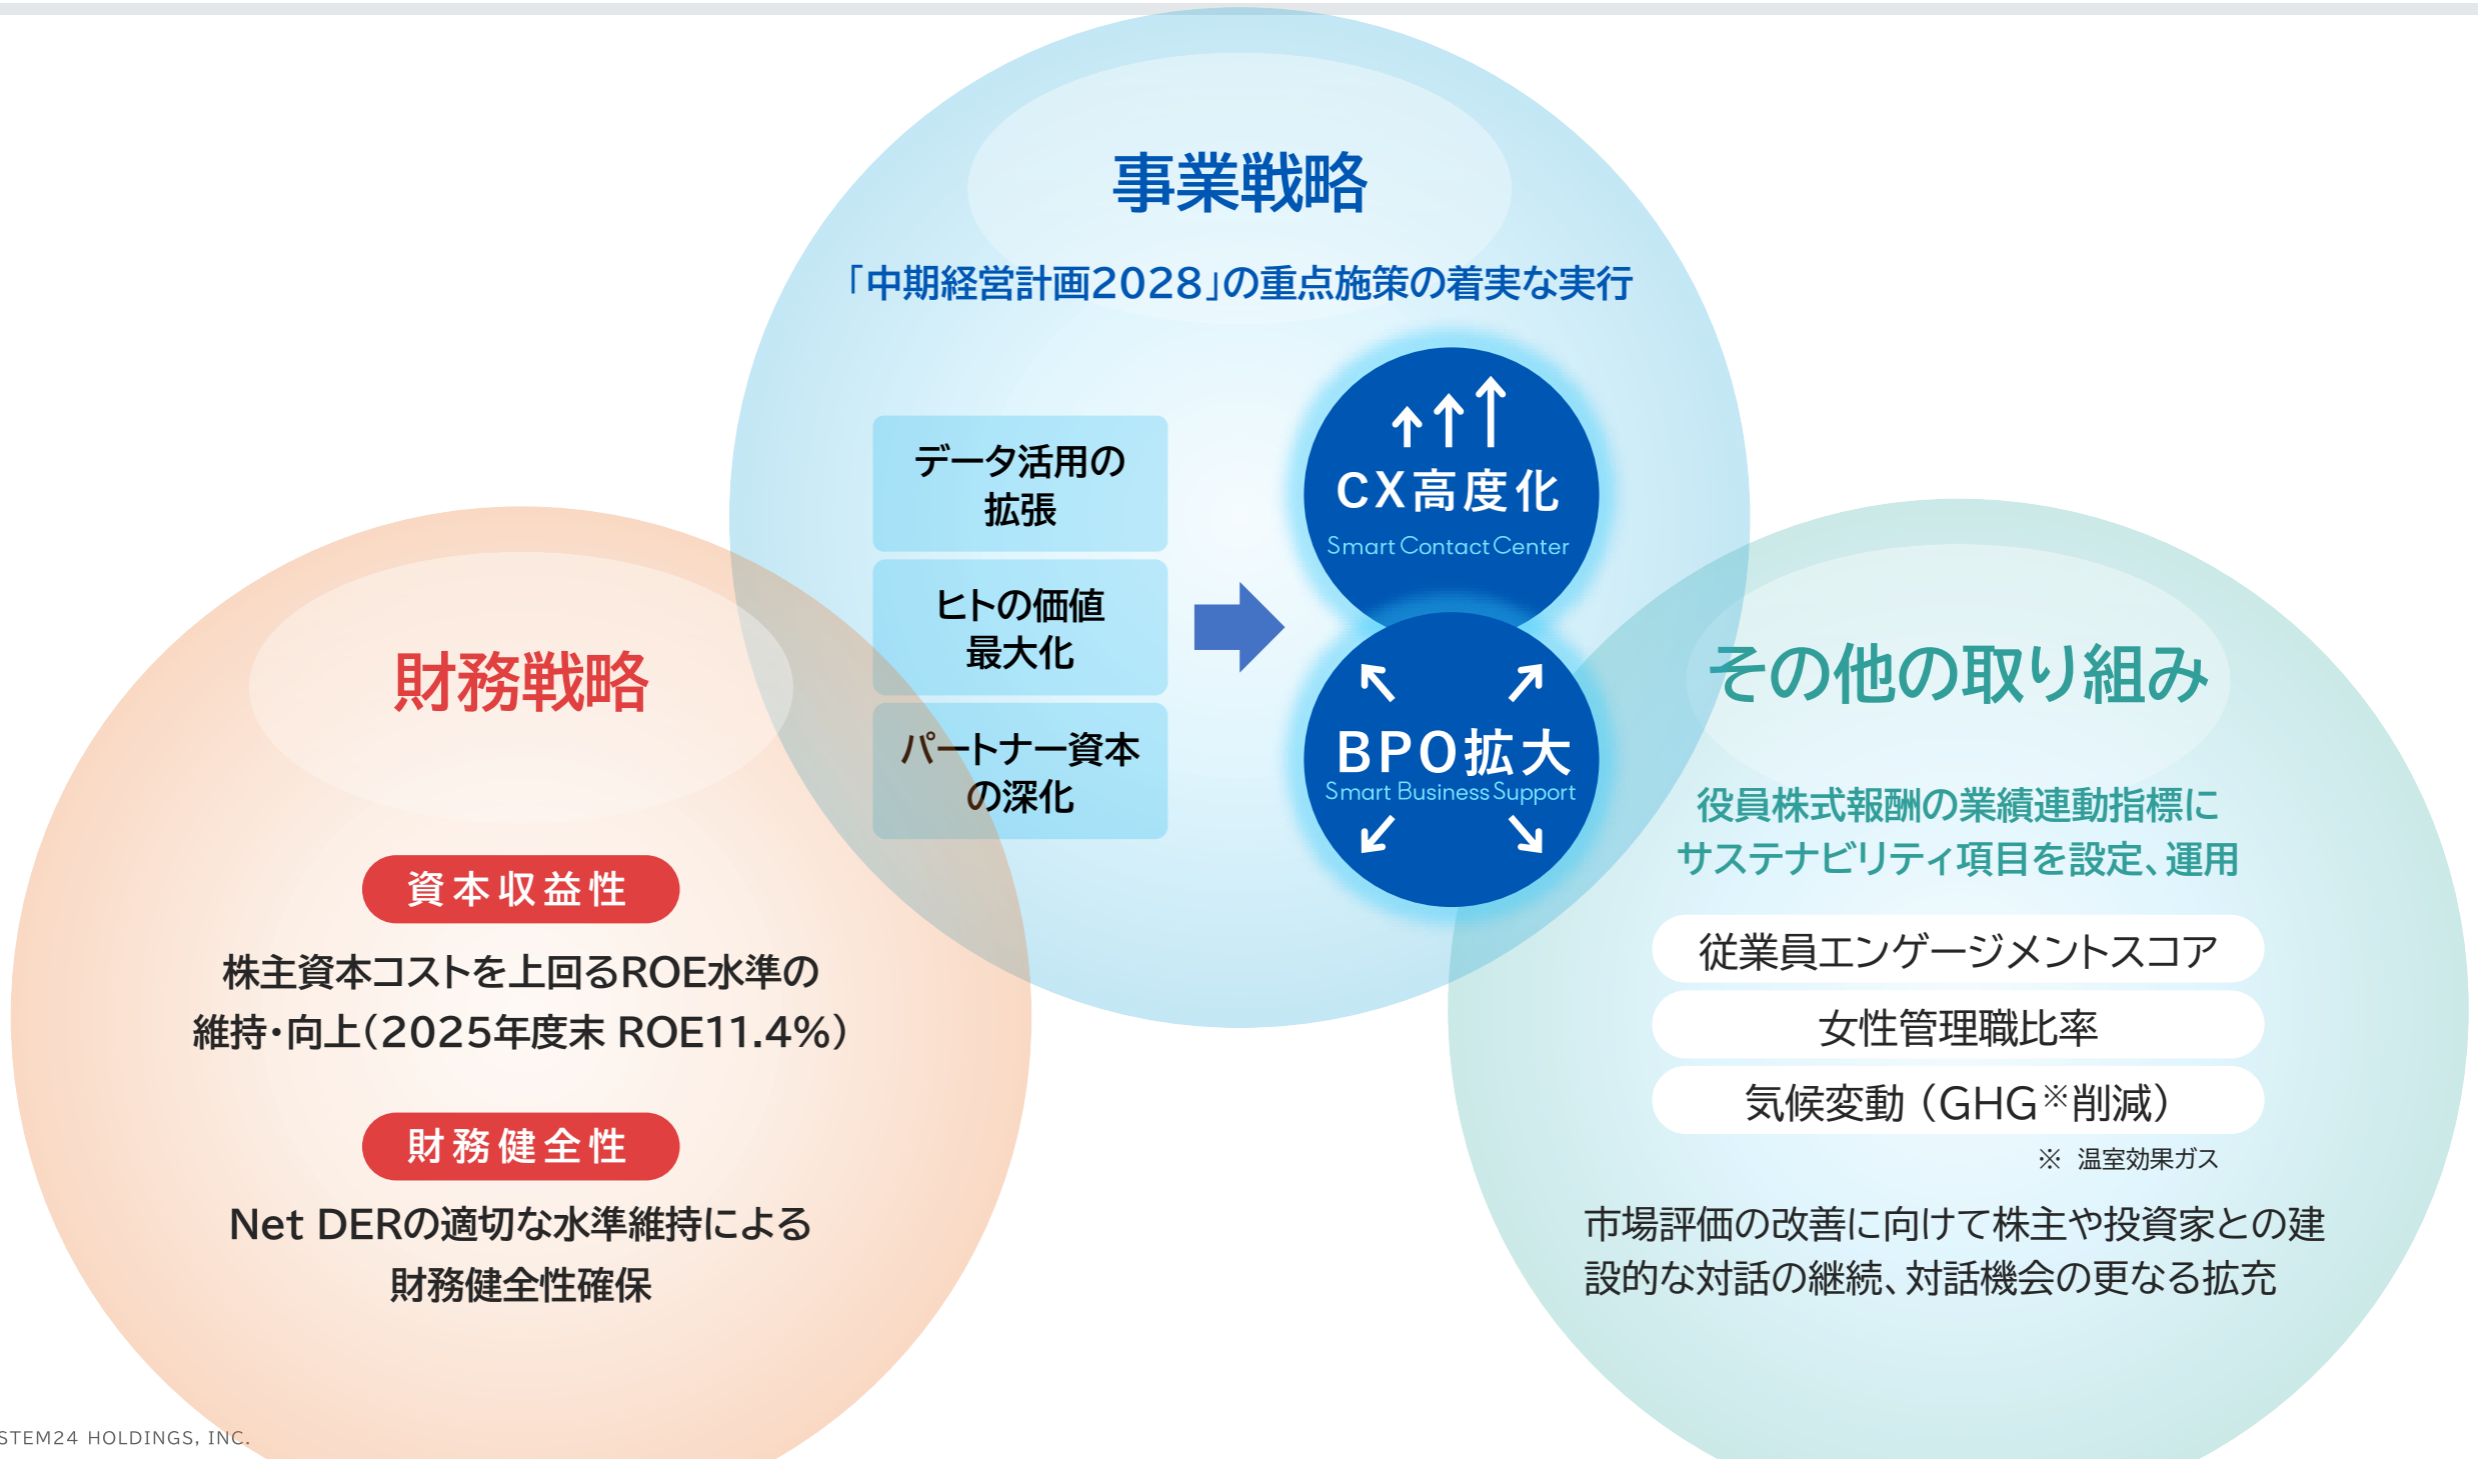 事業戦略
「中期経営計画2028」の重点施策の着実な実行
データ活用の
拡張
ヒトの価値
最大化
パートナー資本
の深化
CX高度化
Smart Contact Center
BPO拡大
Smart Business Support
財務戦略
資本収益性
株主資本コストを上回るROE水準の
維持・向上（2025年度末 ROE11.4%）
財務健全性
Net DERの適切な水準維持による
財務健全性確保
その他の取り組み
役員株式報酬の業績連動指標に
サステナビリティ項目を設定、運用
従業員エンゲージメントスコア
女性管理職比率
気候変動（GHG※削減）
※ 温室効果ガス
市場評価の改善に向けて株主や投資家との建
設的な対話の継続、対話機会の更なる拡充
STEM24 HOLDINGS, INC.